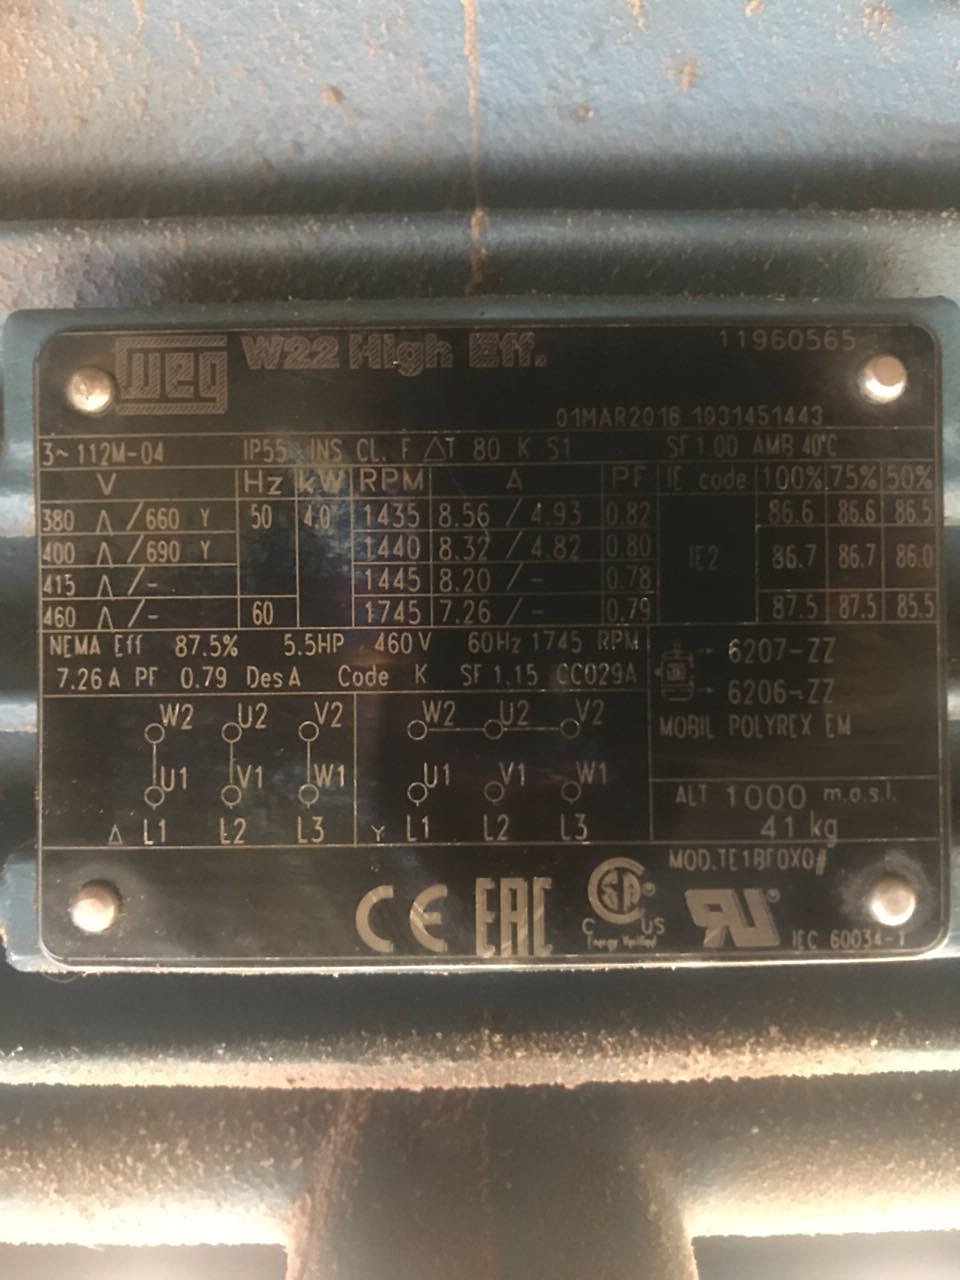 WEG W22 High Eff. 11960565
01MAR2016 1031451443
3~ 112M-04 IP55 INS CL. F ΔT 80 K S1 SF 1.00 AMB 40°C
V Hz kW RPM A PF IE code 100% 75% 50%
380 Δ / 660 Y 50 4.0 1435 8.56 / 4.93 0.82 86.6 86.6 86.5
400 Δ / 690 Y 1440 8.32 / 4.82 0.80 IE2 86.7 86.7 86.0
415 Δ / - 1445 8.20 / - 0.78
460 Δ / - 60 1745 7.26 / - 0.79 87.5 87.5 85.5
NEMA Eff 87.5% 5.5HP 460V 60Hz 1745 RPM
7.26A PF 0.79 Des A Code K SF 1.15 CC029A
6207-ZZ
6206-ZZ
MOBIL POLYREX EM
W2 U2 V2 W2 U2 V2
U1 V1 W1 U1 V1 W1
Δ L1 L2 L3 Y L1 L2 L3
ALT 1000 m.a.s.l.
41 kg
MOD.TE1BF0X0#
CE EAC C SA® US UR
Energy Verified
IEC 60034-1